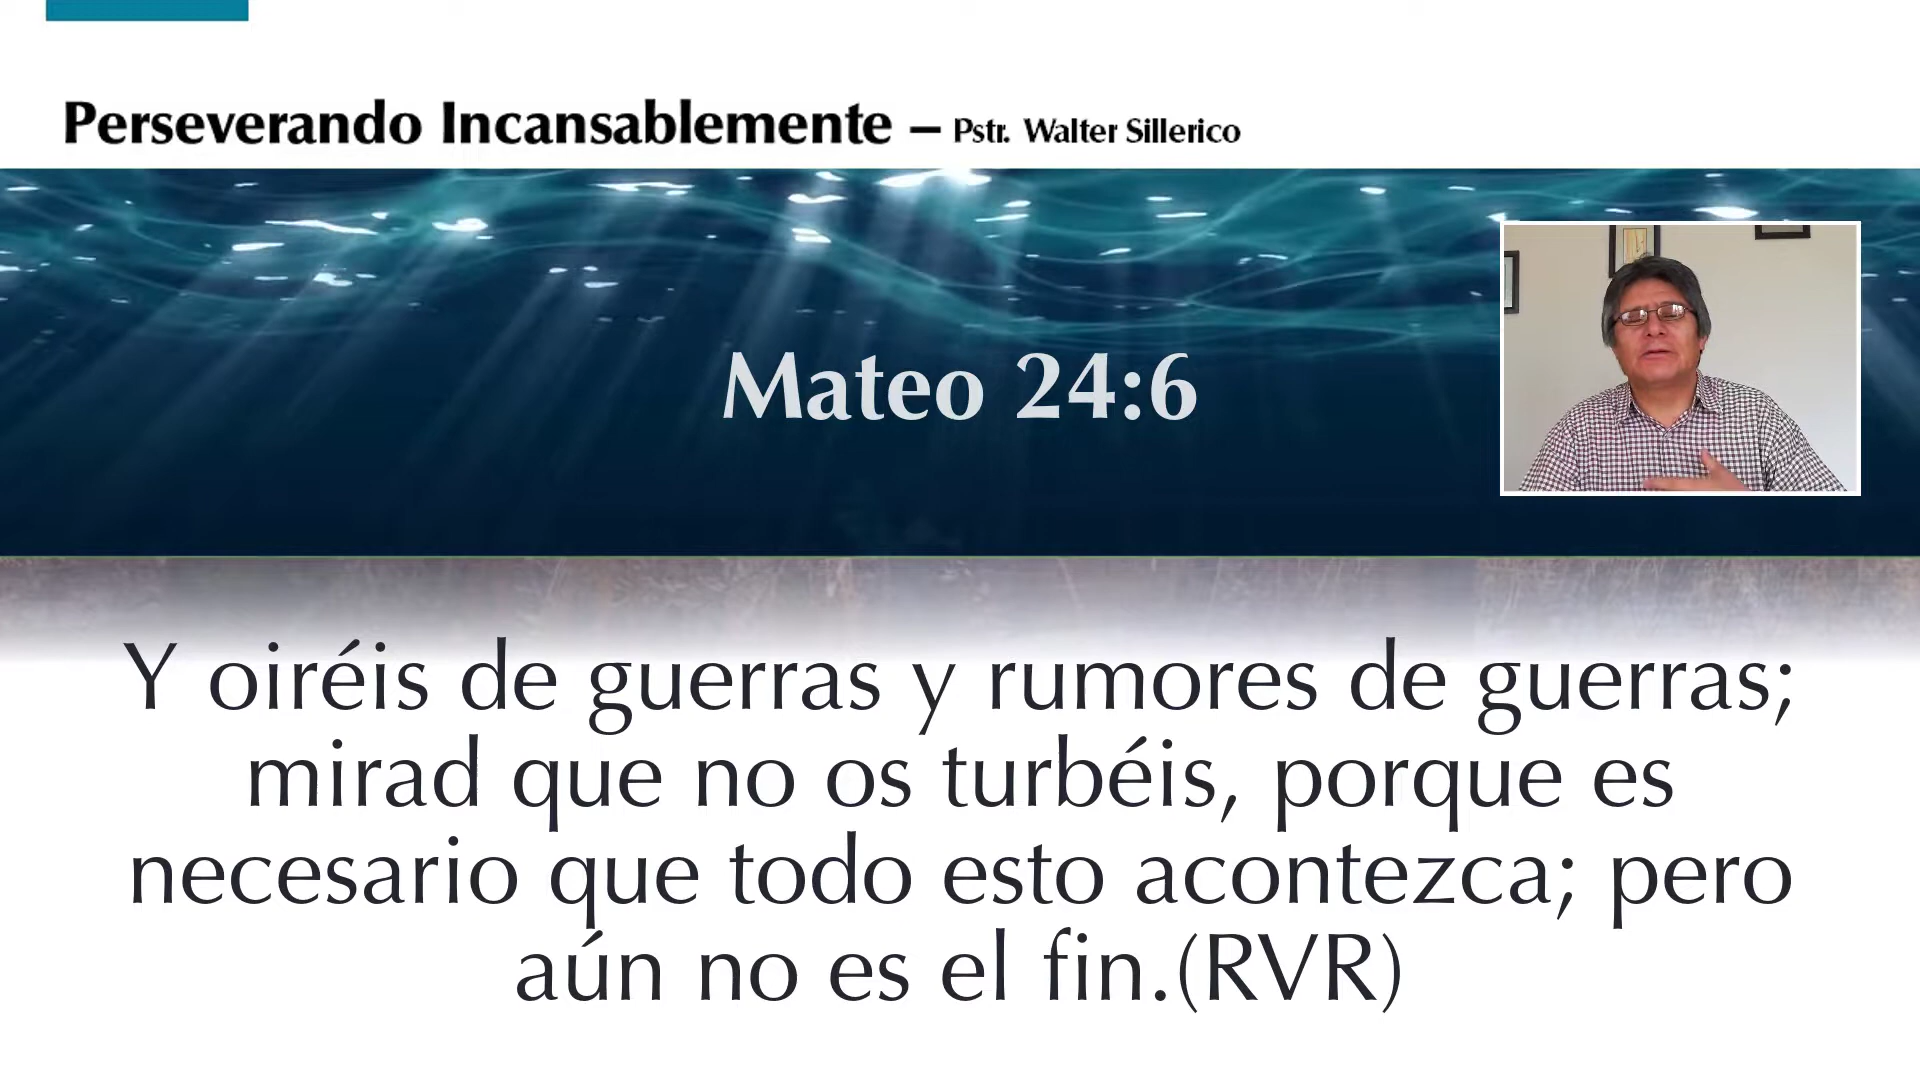 Perseverando Incansablemente – Pstr. Walter Sillerico
Mateo 24:6
Y oiréis de guerras y rumores de guerras;
mirad que no os turbéis, porque es
necesario que todo esto acontezca; pero
aún no es el fin.(RVR)